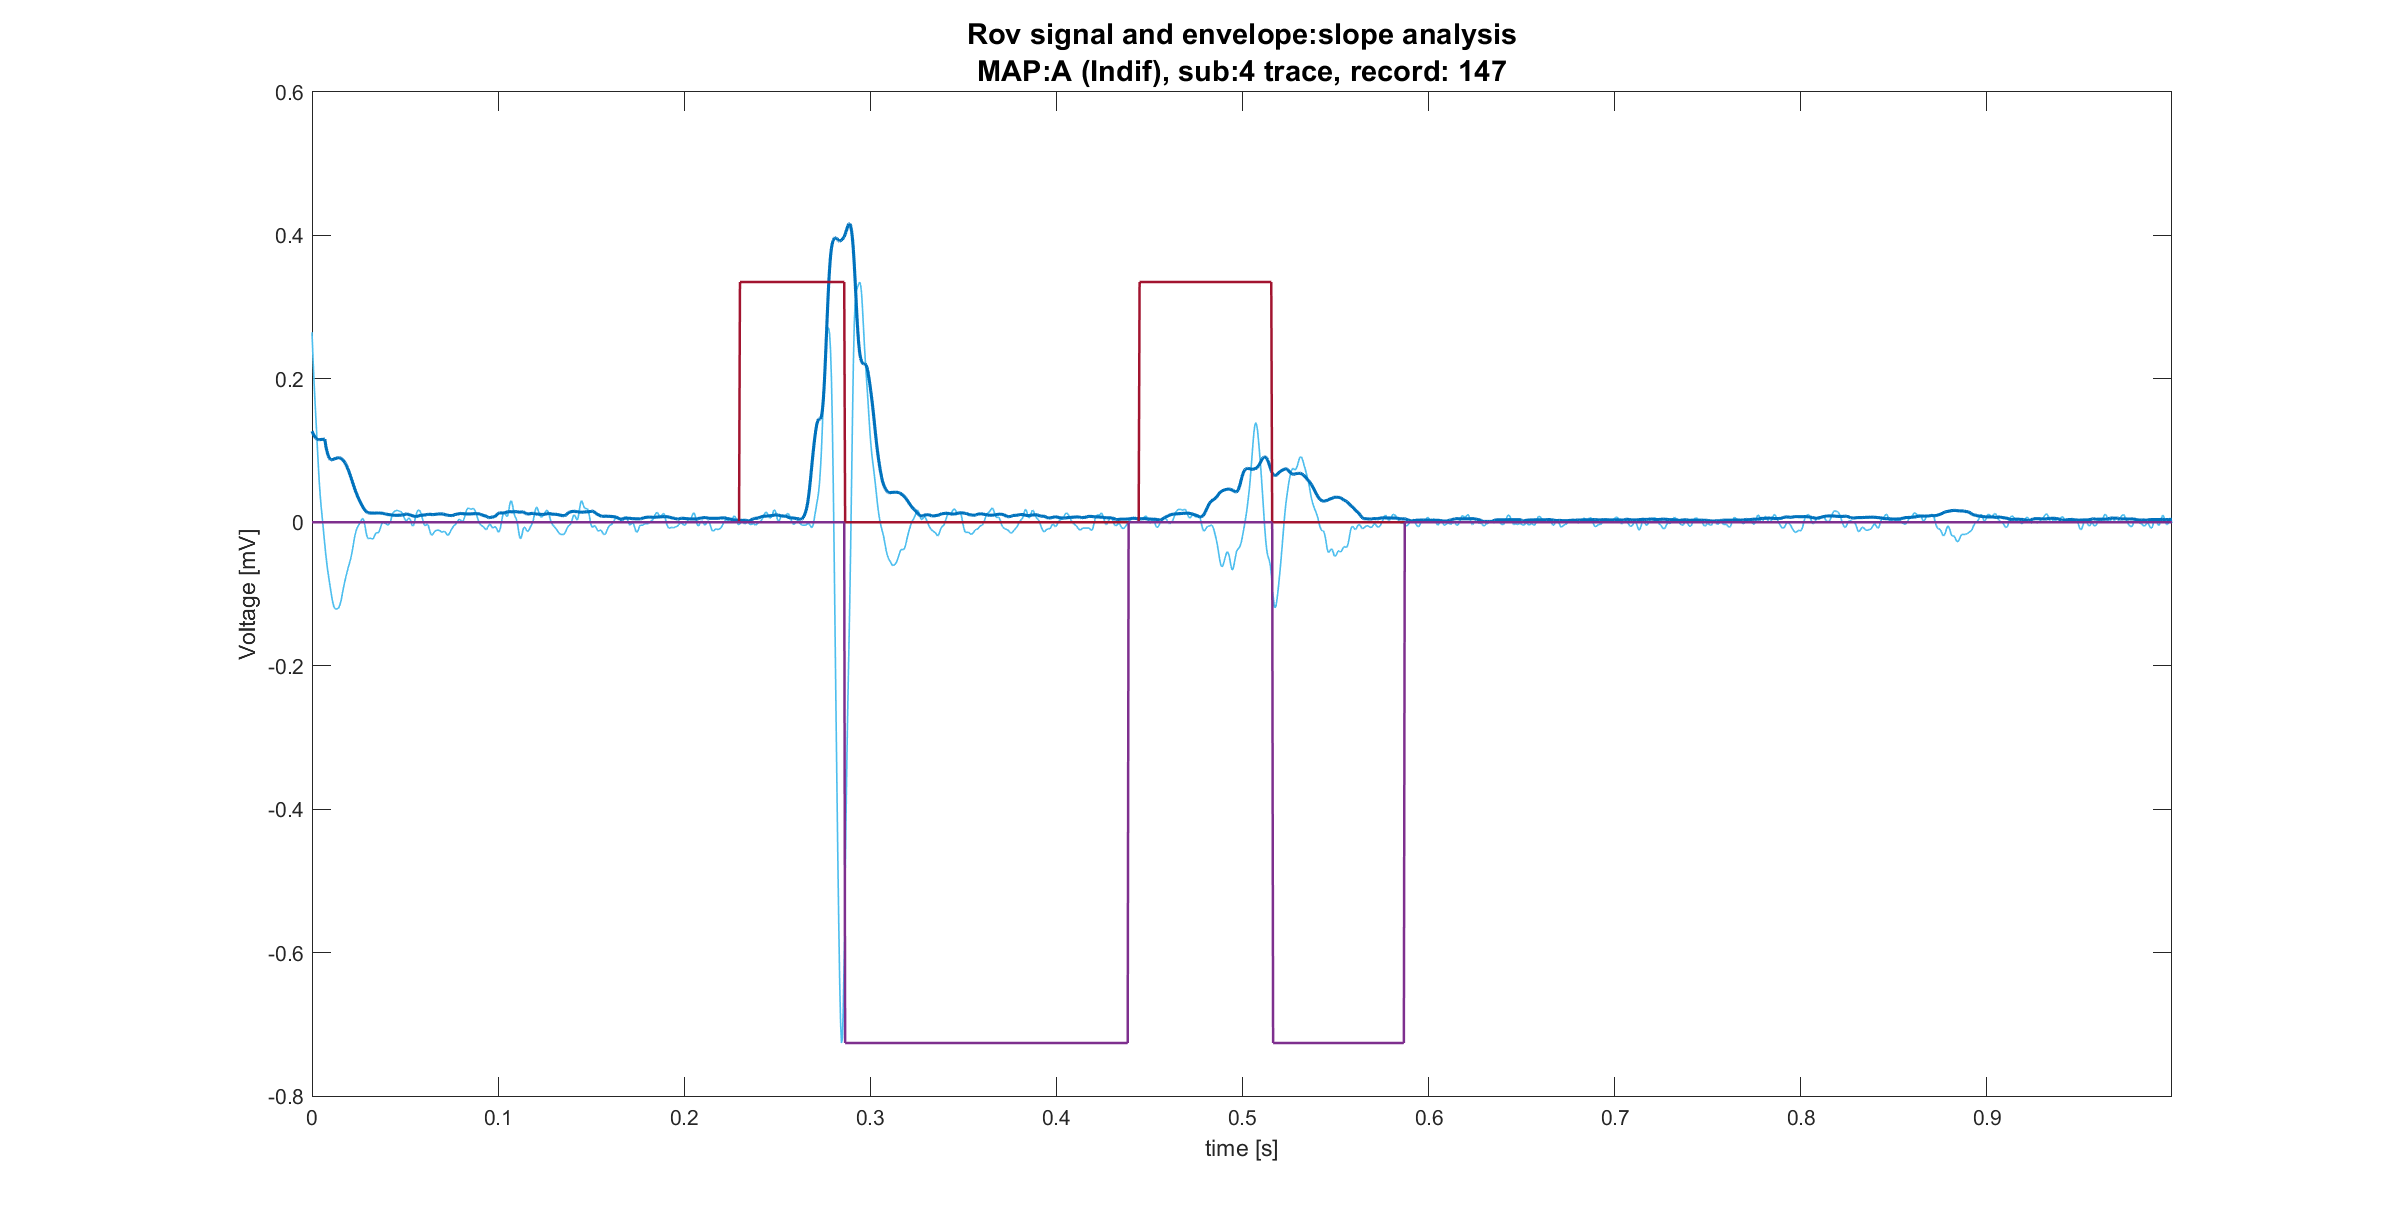 Rov signal and envelope:slope analysis
MAP:A (Indif), sub:4 trace, record: 147
0.6
0.4
0.2
0
-0.2
-0.4
-0.6
-0.8
Voltage [mV]
0 0.1 0.2 0.3 0.4 0.5 0.6 0.7 0.8 0.9
time [s]